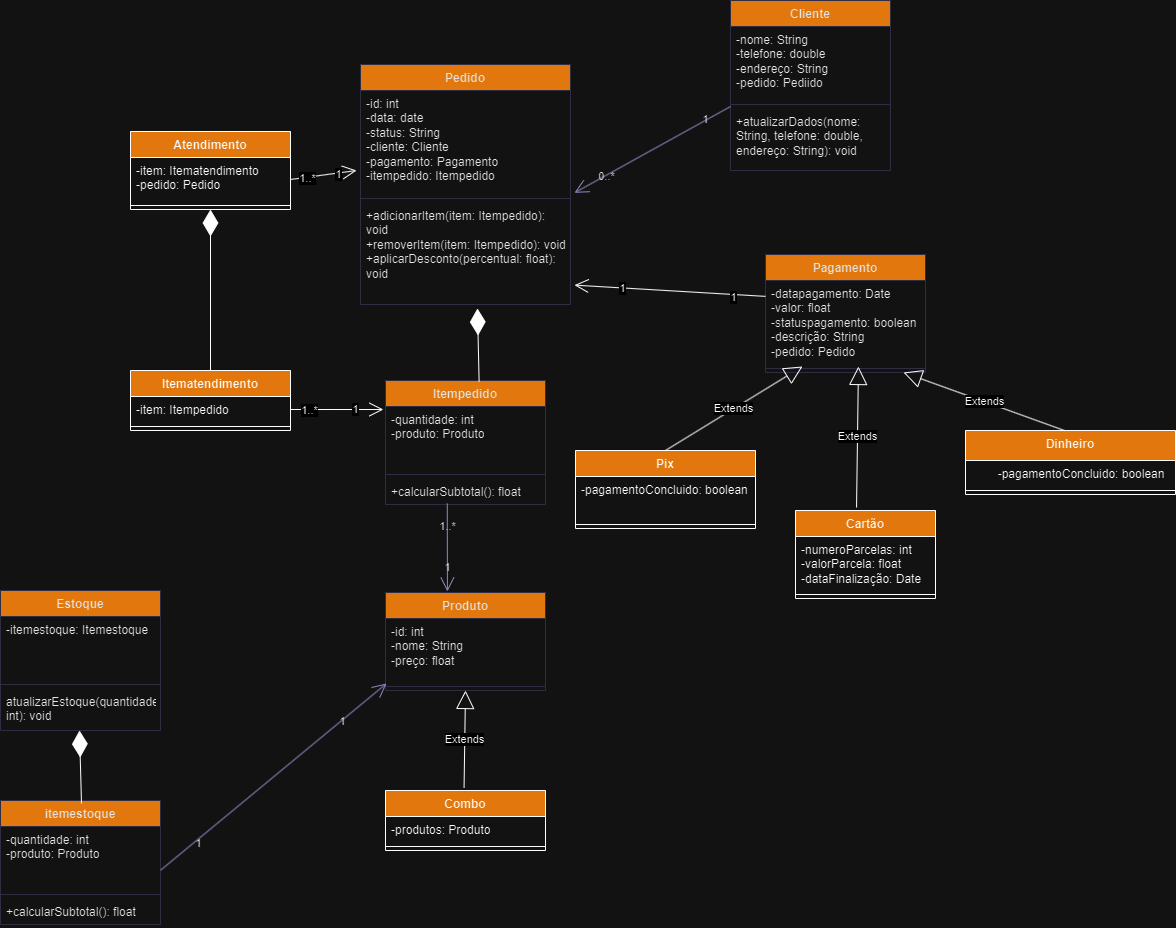 Cliente
-nome: String
-telefone: double
-endereço: String
-pedido: Pediido
+atualizarDados(nome:
String, telefone: double,
endereço: String): void
1
0..*
Pedido
-id: int
-data: date
-status: String
-cliente: Cliente
-pagamento: Pagamento
-itempedido: Itempedido
+adicionarItem(item: Itempedido):
void
+removerItem(item: Itempedido): void
+aplicarDesconto(percentual: float):
void
Atendimento
-item: Itematendimento
-pedido: Pedido
1..*
1
Pagamento
-datapagamento: Date
-valor: float
-statuspagamento: boolean
-descrição: String
-pedido: Pedido
1
1
Itematendimento
-item: Itempedido
1..*
1
Itempedido
-quantidade: int
-produto: Produto
+calcularSubtotal(): float
1..*
1
Extends
Extends
Extends
Pix
-pagamentoConcluido: boolean
Cartão
-numeroParcelas: int
-valorParcela: float
-dataFinalização: Date
Dinheiro
-pagamentoConcluido: boolean
Estoque
-itemestoque: Itemestoque
atualizarEstoque(quantidade
int): void
Produto
-id: int
-nome: String
-preço: float
1
1
Extends
Combo
-produtos: Produto
itemestoque
-quantidade: int
-produto: Produto
+calcularSubtotal(): float